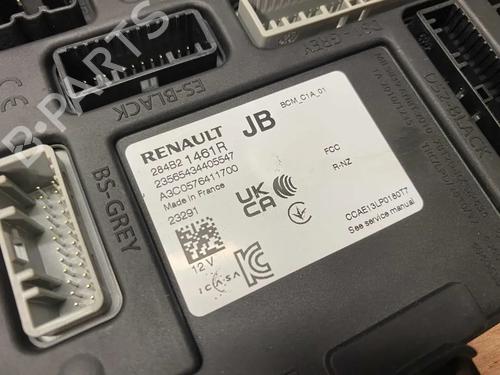 ES-BLACK
BS-GREY
RENAULT
JB
BCM_C1A_01
284B2 1461R
23565434405547
A3C0576411700
Made in France
23291
12 V
UK
CA
FCC
R-NZ
CCAE13LP0180T7
See service manual
ICASA